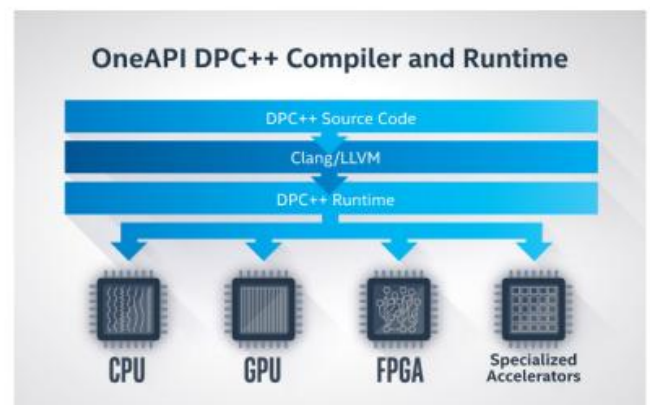 OneAPI DPC++ Compiler and Runtime
DPC++ Source Code
Clang/LLVM
DPC++ Runtime
CPU
GPU
FPGA
Specialized
Accelerators